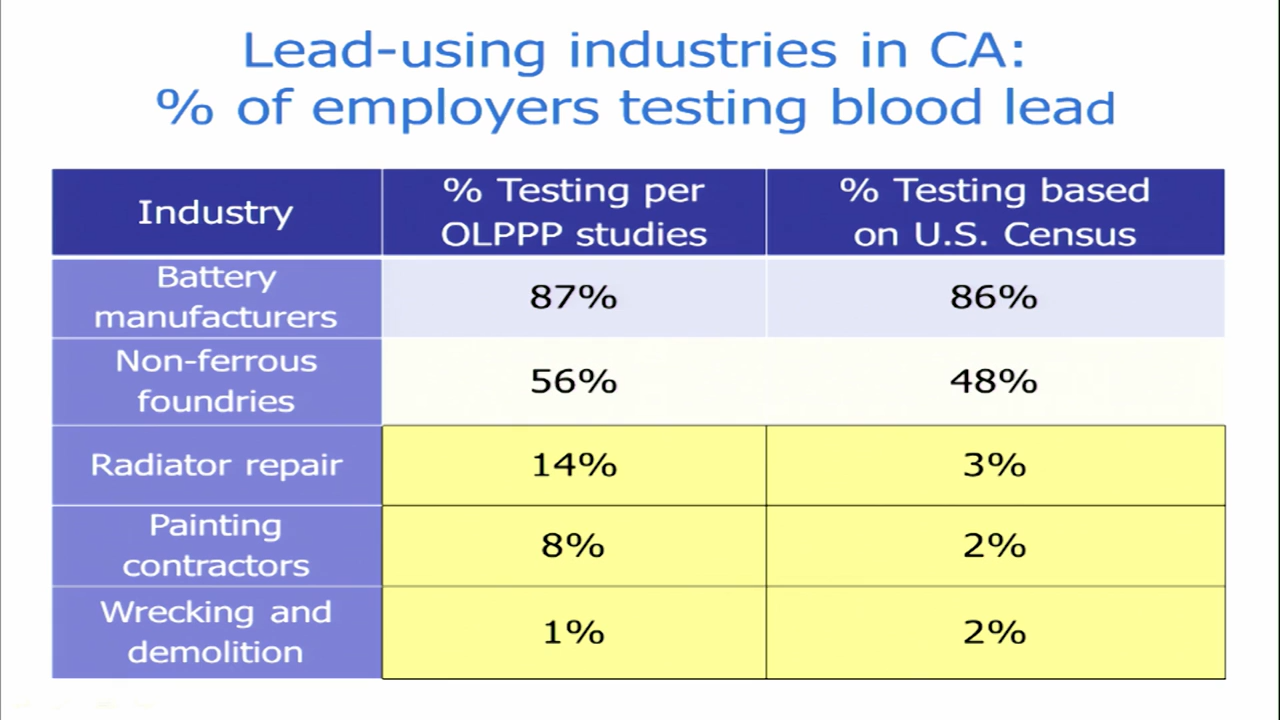 Lead-using industries in CA:
% of employers testing blood lead
Industry
% Testing per
OLPPP studies
% Testing based
on U.S. Census
Battery
manufacturers
87%
86%
Non-ferrous
foundries
56%
48%
Radiator repair
14%
3%
Painting
contractors
8%
2%
Wrecking and
demolition
1%
2%